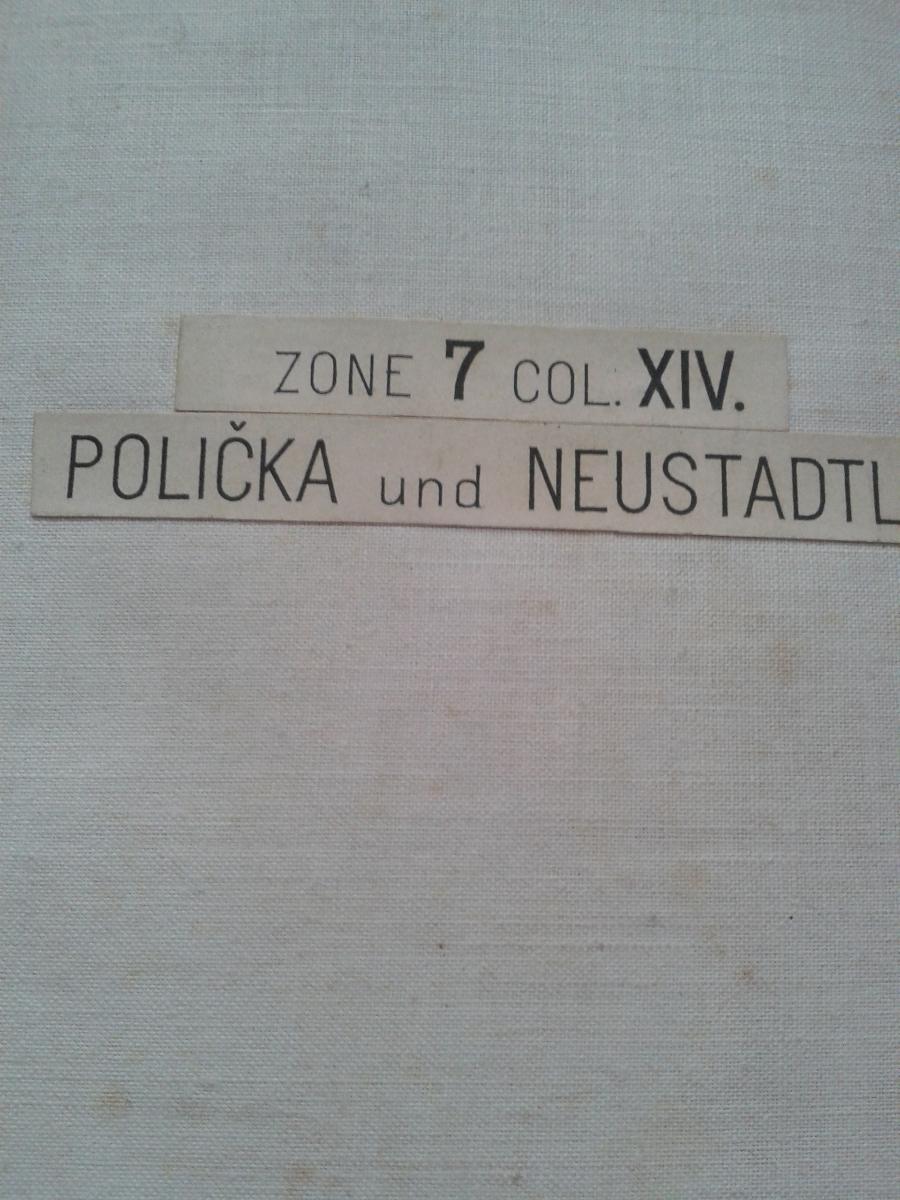 ZONE 7 COL. XIV.
POLIČKA und NEUSTADTL